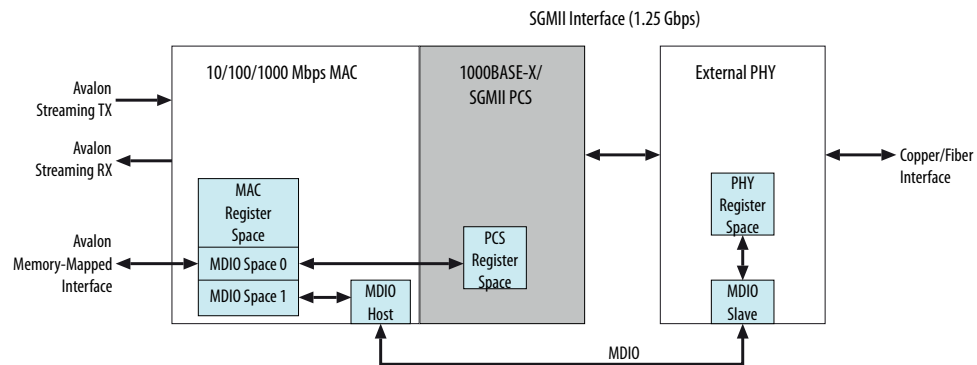 SGMII Interface (1.25 Gbps)
10/100/1000 Mbps MAC
1000BASE-X/
SGMII PCS
External PHY
Avalon
Streaming TX
Avalon
Streaming RX
Avalon
Memory-Mapped
Interface
MAC
Register
Space
MDIO Space 0
MDIO Space 1
MDIO
Host
PCS
Register
Space
PHY
Register
Space
MDIO
Slave
Copper/Fiber
Interface
MDIO